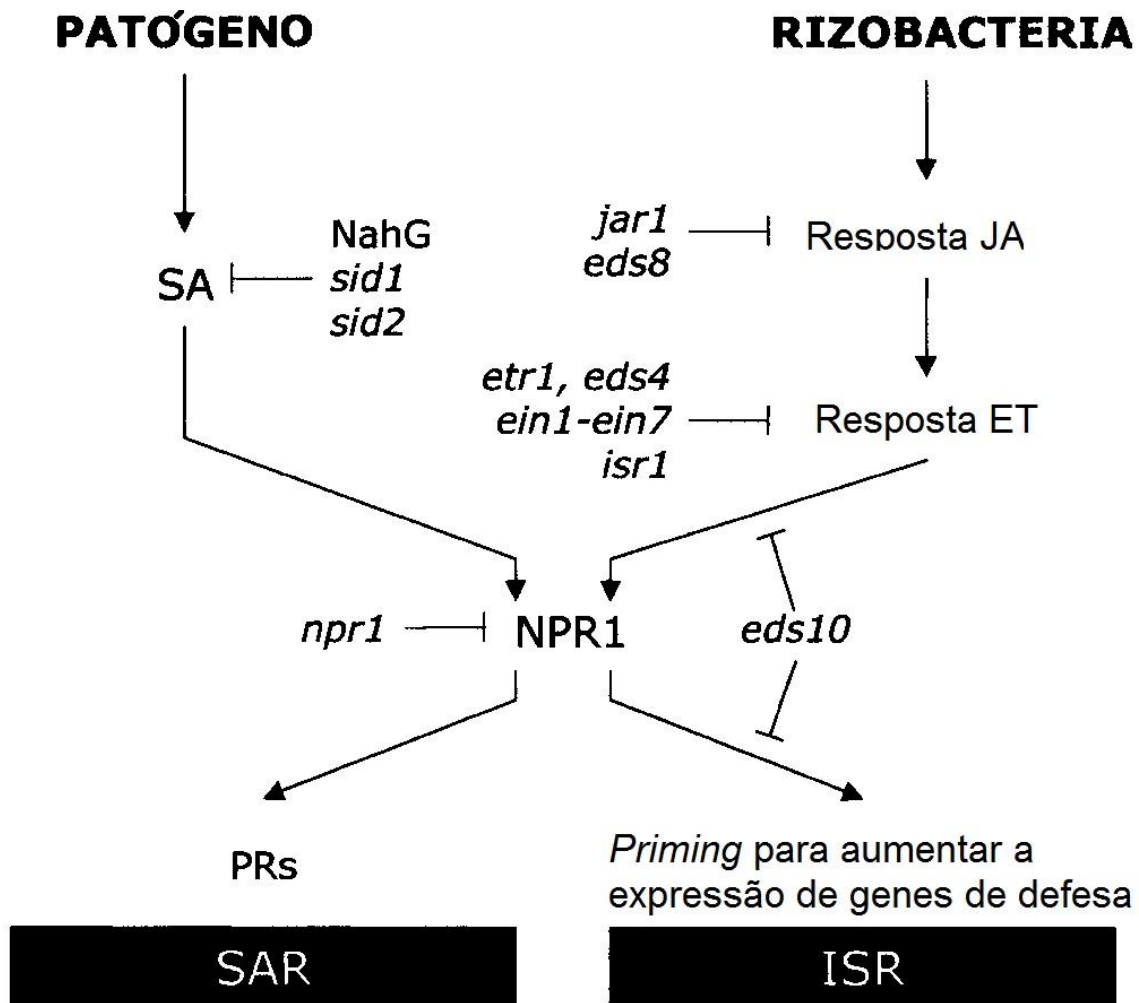 PATÓGENO
RIZOBACTERIA
NahG
sid1
sid2
SA
jar1
eds8
Resposta JA
etr1, eds4
ein1-ein7
isr1
Resposta ET
npr1
NPR1
eds10
PRs
Priming para aumentar a
expressão de genes de defesa
SAR
ISR